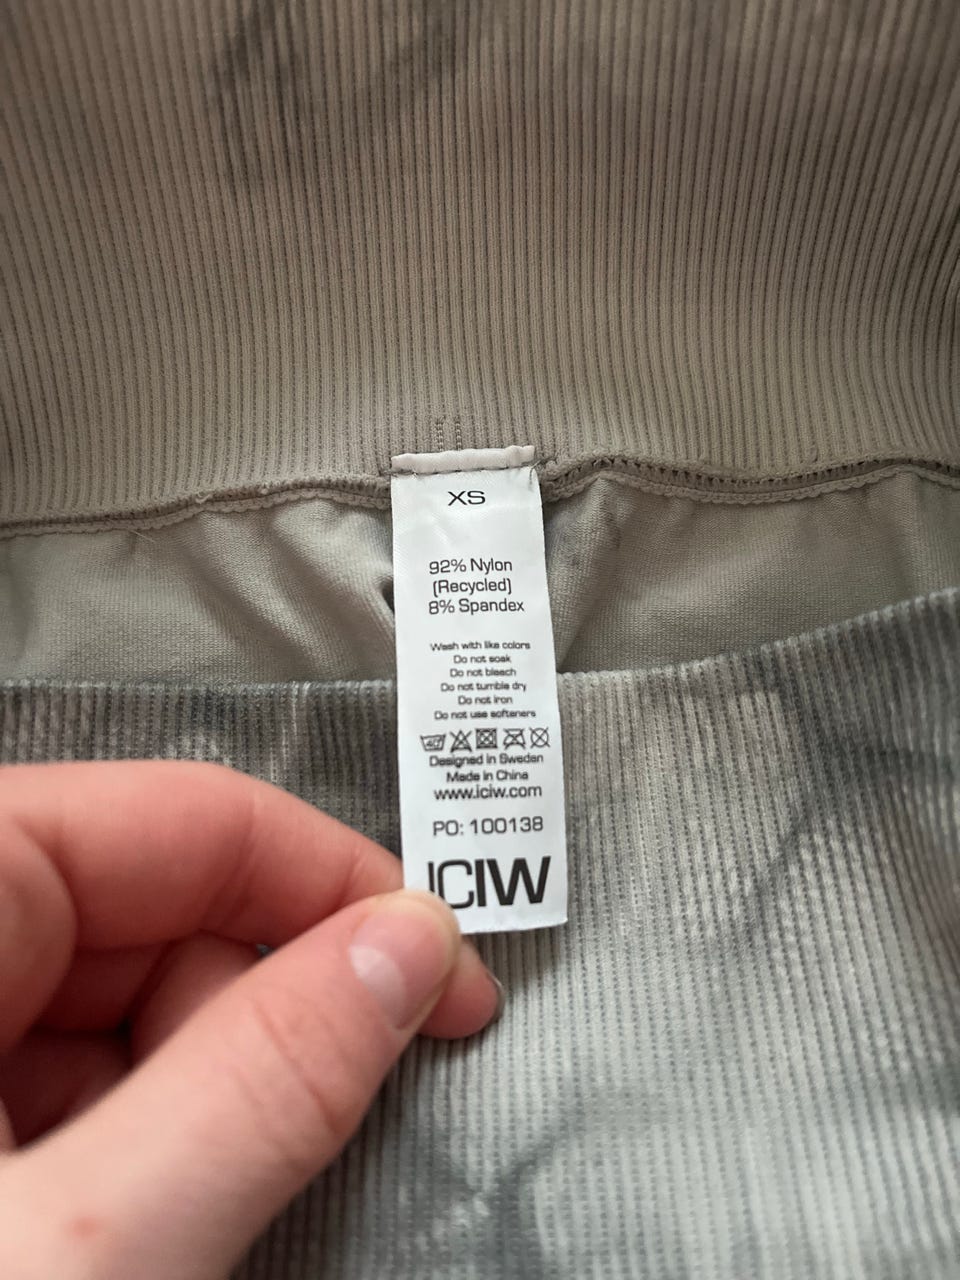 XS
92% Nylon
(Recycled)
8% Spandex
Wash with like colors
Do not soak
Do not bleach
Do not tumble dry
Do not iron
Do not use softeners
40°
Designed in Sweden
Made in China
www.iciw.com
PO: 100138
ICIW